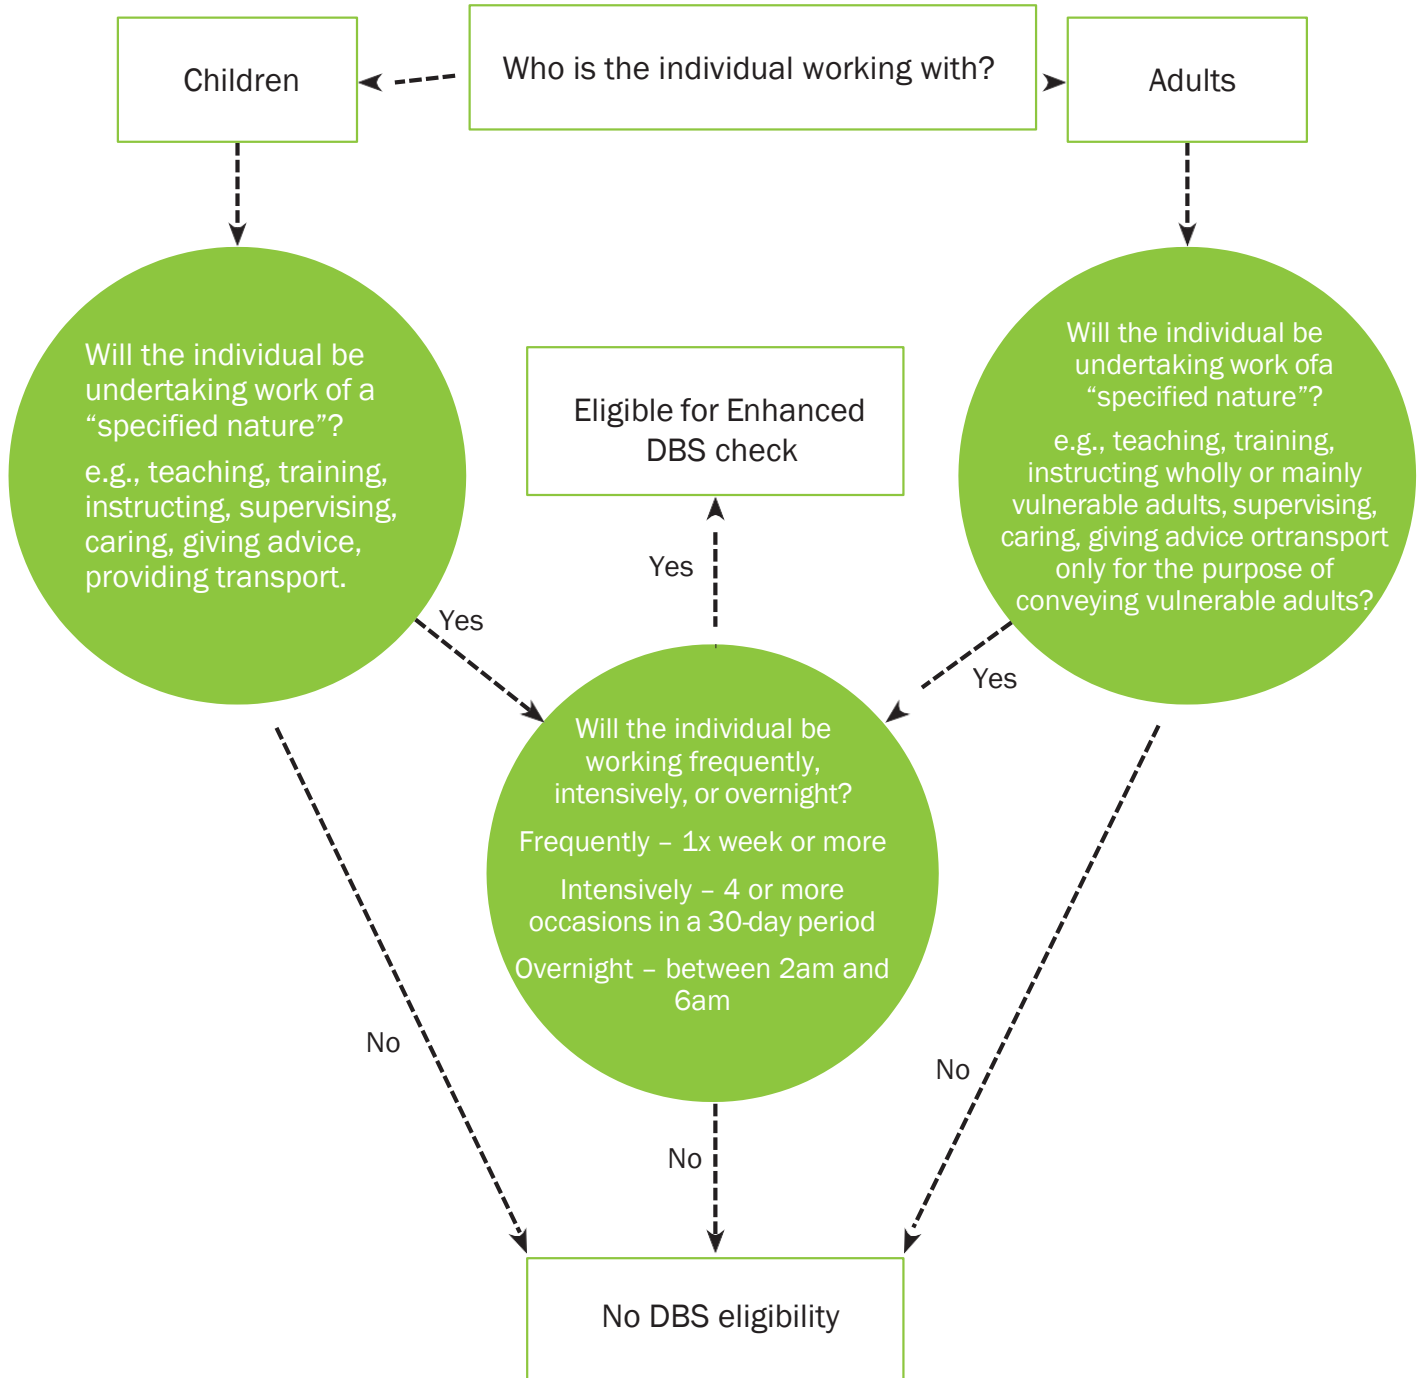 Children
Who is the individual working with?
Adults
Will the individual be
undertaking work of a
“specified nature”?
e.g., teaching, training,
instructing, supervising,
caring, giving advice,
providing transport.
Eligible for Enhanced
DBS check
Will the individual be
undertaking work ofa
“specified nature”?
e.g., teaching, training,
instructing wholly or mainly
vulnerable adults, supervising,
caring, giving advice ortransport
only for the purpose of
conveying vulnerable adults?
Yes
Yes
Yes
Will the individual be
working frequently,
intensively, or overnight?
Frequently – 1x week or more
Intensively – 4 or more
occasions in a 30-day period
Overnight – between 2am and
6am
No
No
No
No DBS eligibility